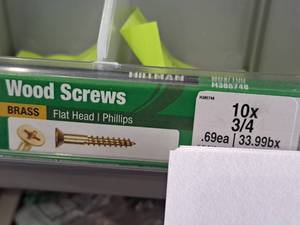 HILLMAN
Wood Screws
BRASS
Flat Head | Phillips
10x
3/4
.69ea | 33.99bx